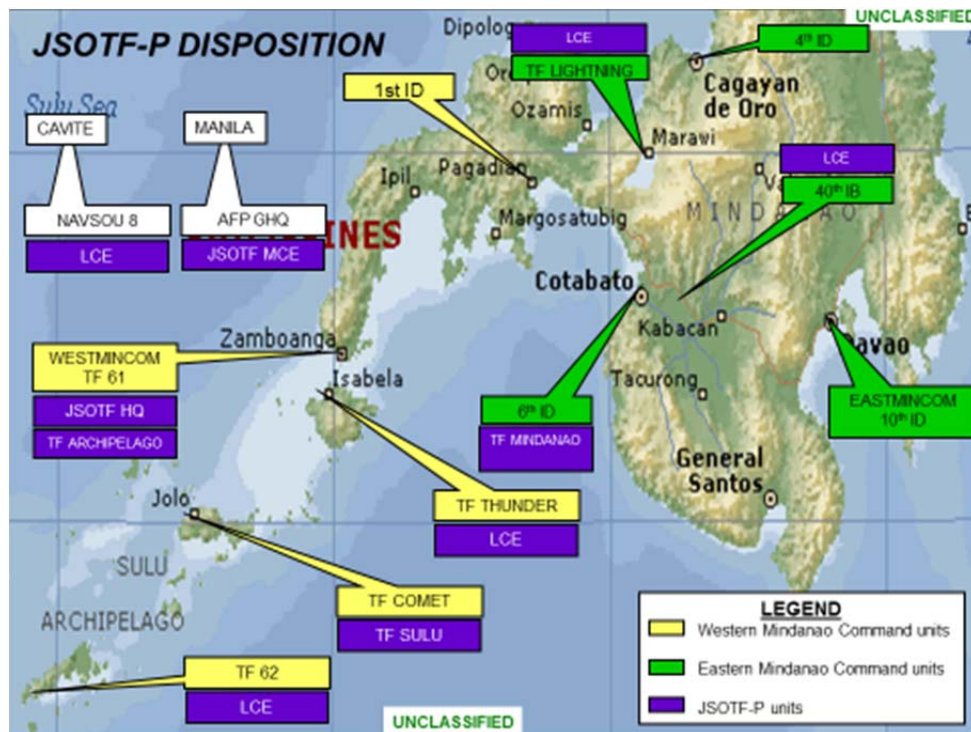 UNCLASSIFIED
JSOTF-P DISPOSITION
Dipolog
LCE
4th ID
TF LIGHTNING
1st ID
Cagayan
de Oro
Ozamis
Sulu Sea
CAVITE
MANILA
Marawi
LCE
Pagadian
Ipil
40th IB
MINDANAO
NAVSOU 8
AFP GHQ
Margosatubig
INES
LCE
JSOTF MCE
Cotabato
Kabacan
Davao
Zamboanga
WESTMINCOM
TF 61
Isabela
Tacurong
JSOTF HQ
TF ARCHIPELAGO
6th ID
TF MINDANAO
EASTMINCOM
10th ID
General
Santos
Jolo
TF THUNDER
LCE
SULU
ARCHIPELAGO
TF COMET
TF SULU
LEGEND
Western Mindanao Command units
Eastern Mindanao Command units
JSOTF-P units
TF 62
LCE
UNCLASSIFIED